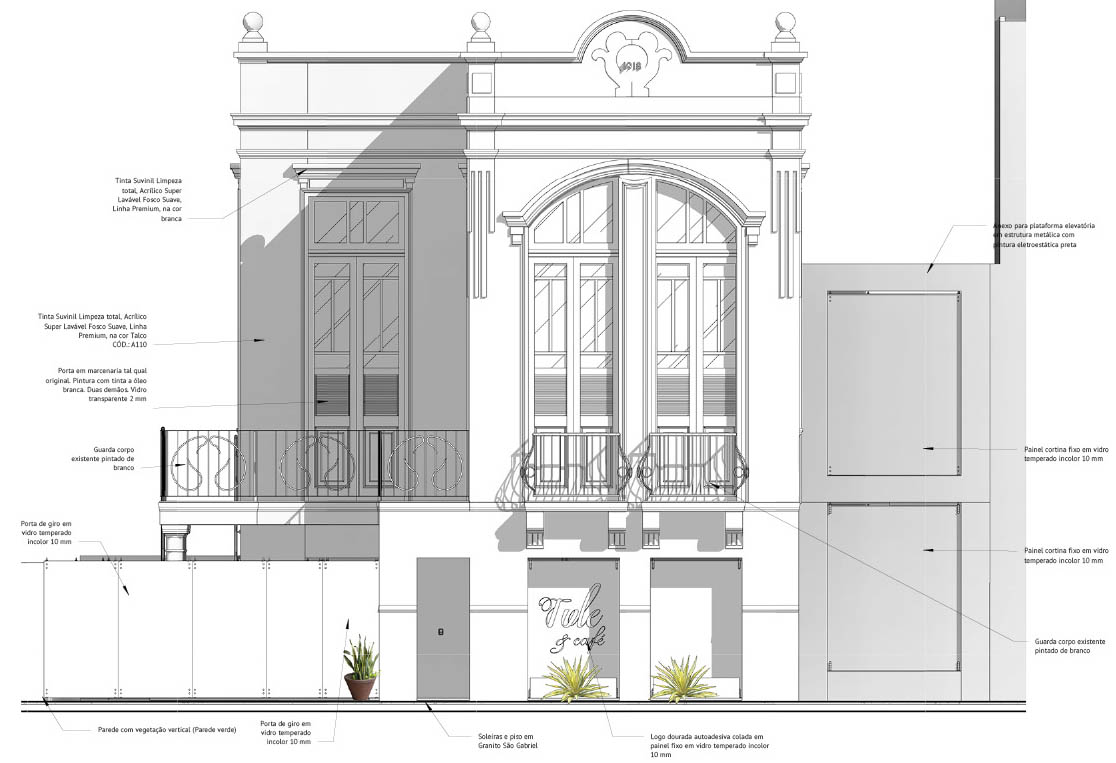 1918
Tinta Suvinil Limpeza
total, Acrílico Super
Lavável Fosco Suave,
Linha Premium, na cor
branca
Anexo para plataforma elevatória
em estrutura metálica com
pintura eletroestática preta
Tinta Suvinil Limpeza total, Acrílico
Super Lavável Fosco Suave, Linha
Premium, na cor Talco
CÓD.: A110
Porta em marcenaria tal qual
original. Pintura com tinta a óleo
branca. Duas demãos. Vidro
transparente 2 mm
Guarda corpo
existente pintado de
branco
Painel cortina fixo em vidro
temperado incolor 10 mm
Porta de giro em
vidro temperado
incolor 10 mm
Painel cortina fixo em vidro
temperado incolor 10 mm
Tule
& café
Guarda corpo existente
pintado de branco
Parede com vegetação vertical (Parede verde)
Porta de giro em
vidro temperado
incolor 10 mm
Soleiras e piso em
Granito São Gabriel
Logo dourada autoadesiva colada em
painel fixo em vidro temperado incolor
10 mm